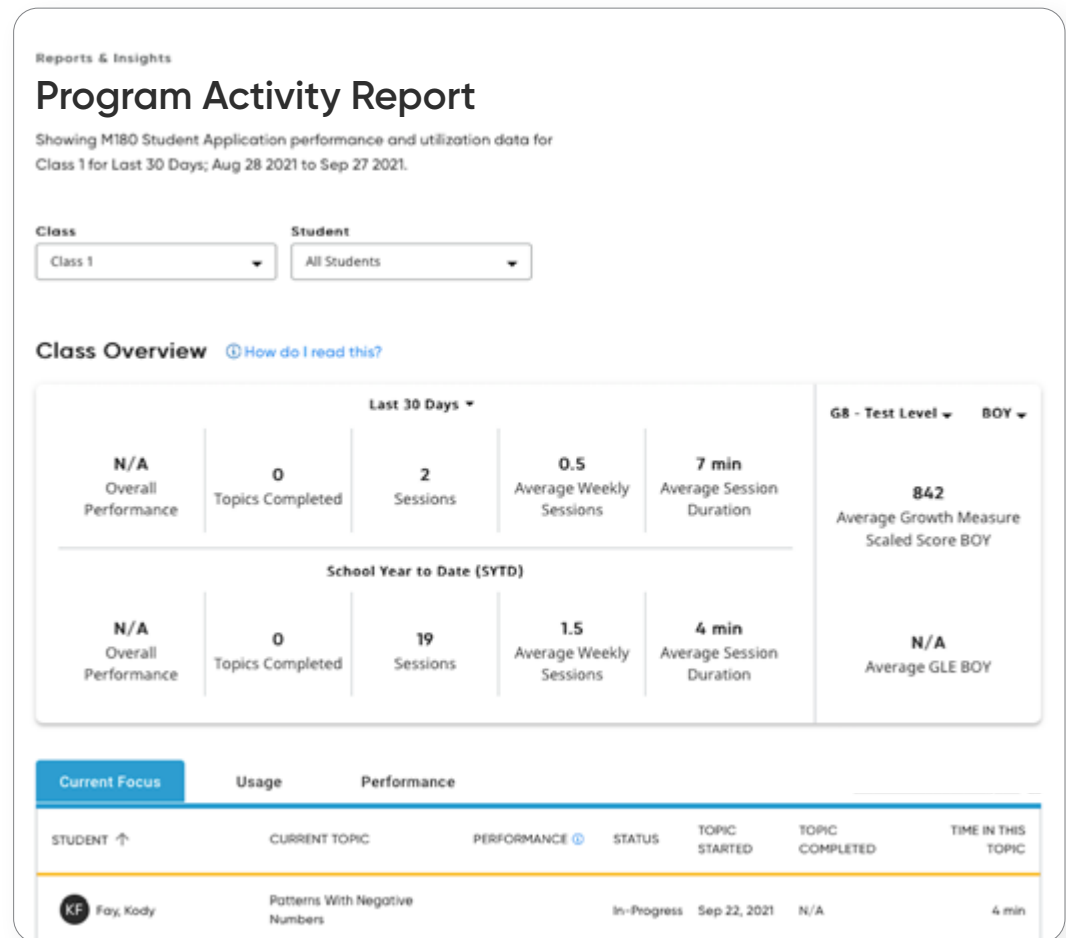 Reports & Insights
Program Activity Report
Showing M180 Student Application performance and utilization data for
Class 1 for Last 30 Days; Aug 28 2021 to Sep 27 2021.
Class
Student
Class 1
All Students
Class Overview
How do I read this?
Last 30 Days
N/A
Overall
Performance
0
Topics Completed
2
Sessions
0.5
Average Weekly
Sessions
7 min
Average Session
Duration
School Year to Date (SYTD)
N/A
Overall
Performance
0
Topics Completed
19
Sessions
1.5
Average Weekly
Sessions
4 min
Average Session
Duration
G8 - Test Level
BOY
842
Average Growth Measure
Scaled Score BOY
N/A
Average GLE BOY
Current Focus
Usage
Performance
STUDENT
CURRENT TOPIC
PERFORMANCE
STATUS
TOPIC
STARTED
TOPIC
COMPLETED
TIME IN THIS
TOPIC
KF
Fay, Kody
Patterns With Negative
Numbers
In-Progress
Sep 22, 2021
N/A
4 min